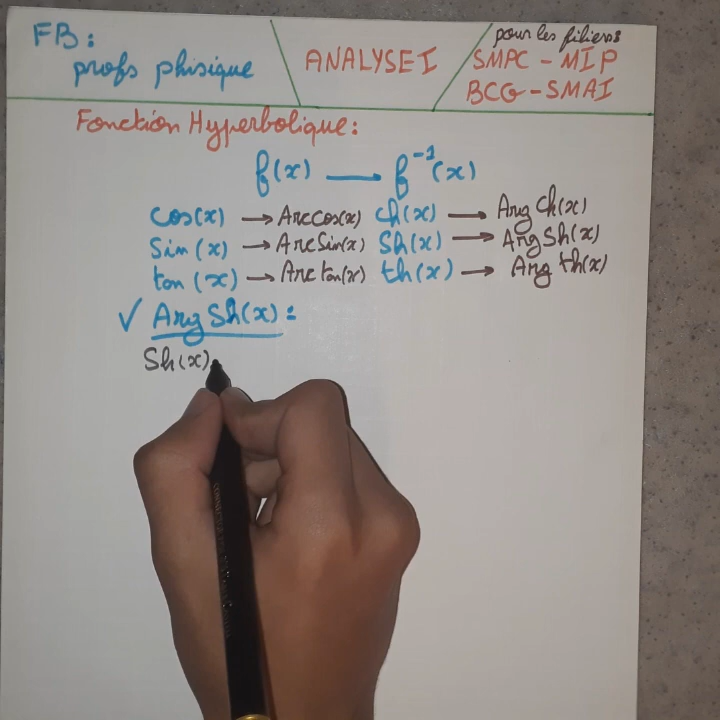 FB:
profs phisique
ANALYSE I
pour les filiers
SMPC - MIP
BCG - SMAI
Fonction Hyperbolique:
f(x) → f⁻¹(x)
cos(x) → Arccos(x) ch(x) → Arg Ch(x)
Sin(x) → ArcSin(x) Sh(x) → Arg Sh(x)
tan(x) → Arctan(x) th(x) → Arg th(x)
✓ Arg Sh(x):
Sh(x)